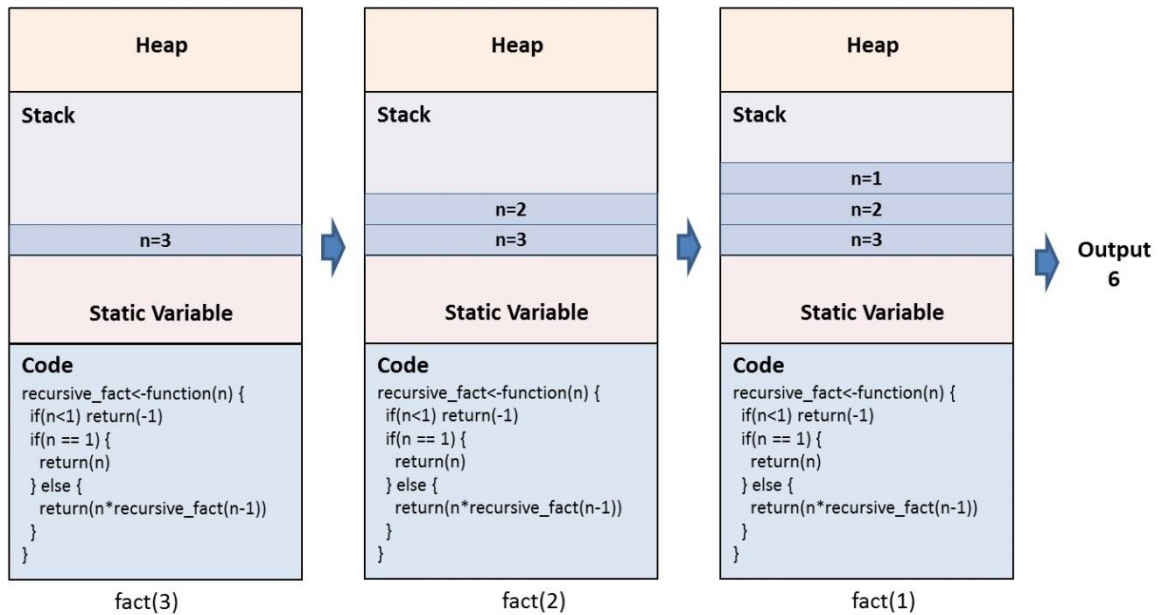 Heap
Stack
n=3
Static Variable
Code
recursive_fact<-function(n) {
if(n<1) return(-1)
if(n == 1) {
return(n)
} else {
return(n*recursive_fact(n-1))
}
}
fact(3)
Heap
Stack
n=2
n=3
Static Variable
Code
recursive_fact<-function(n) {
if(n<1) return(-1)
if(n == 1) {
return(n)
} else {
return(n*recursive_fact(n-1))
}
}
fact(2)
Heap
Stack
n=1
n=2
n=3
Static Variable
Code
recursive_fact<-function(n) {
if(n<1) return(-1)
if(n == 1) {
return(n)
} else {
return(n*recursive_fact(n-1))
}
}
fact(1)
Output
6